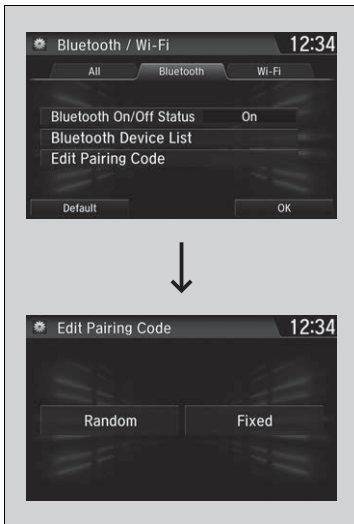 Bluetooth / Wi-Fi 12:34
All Bluetooth Wi-Fi
Bluetooth On/Off Status On
Bluetooth Device List
Edit Pairing Code
Default OK
Edit Pairing Code 12:34
Random Fixed